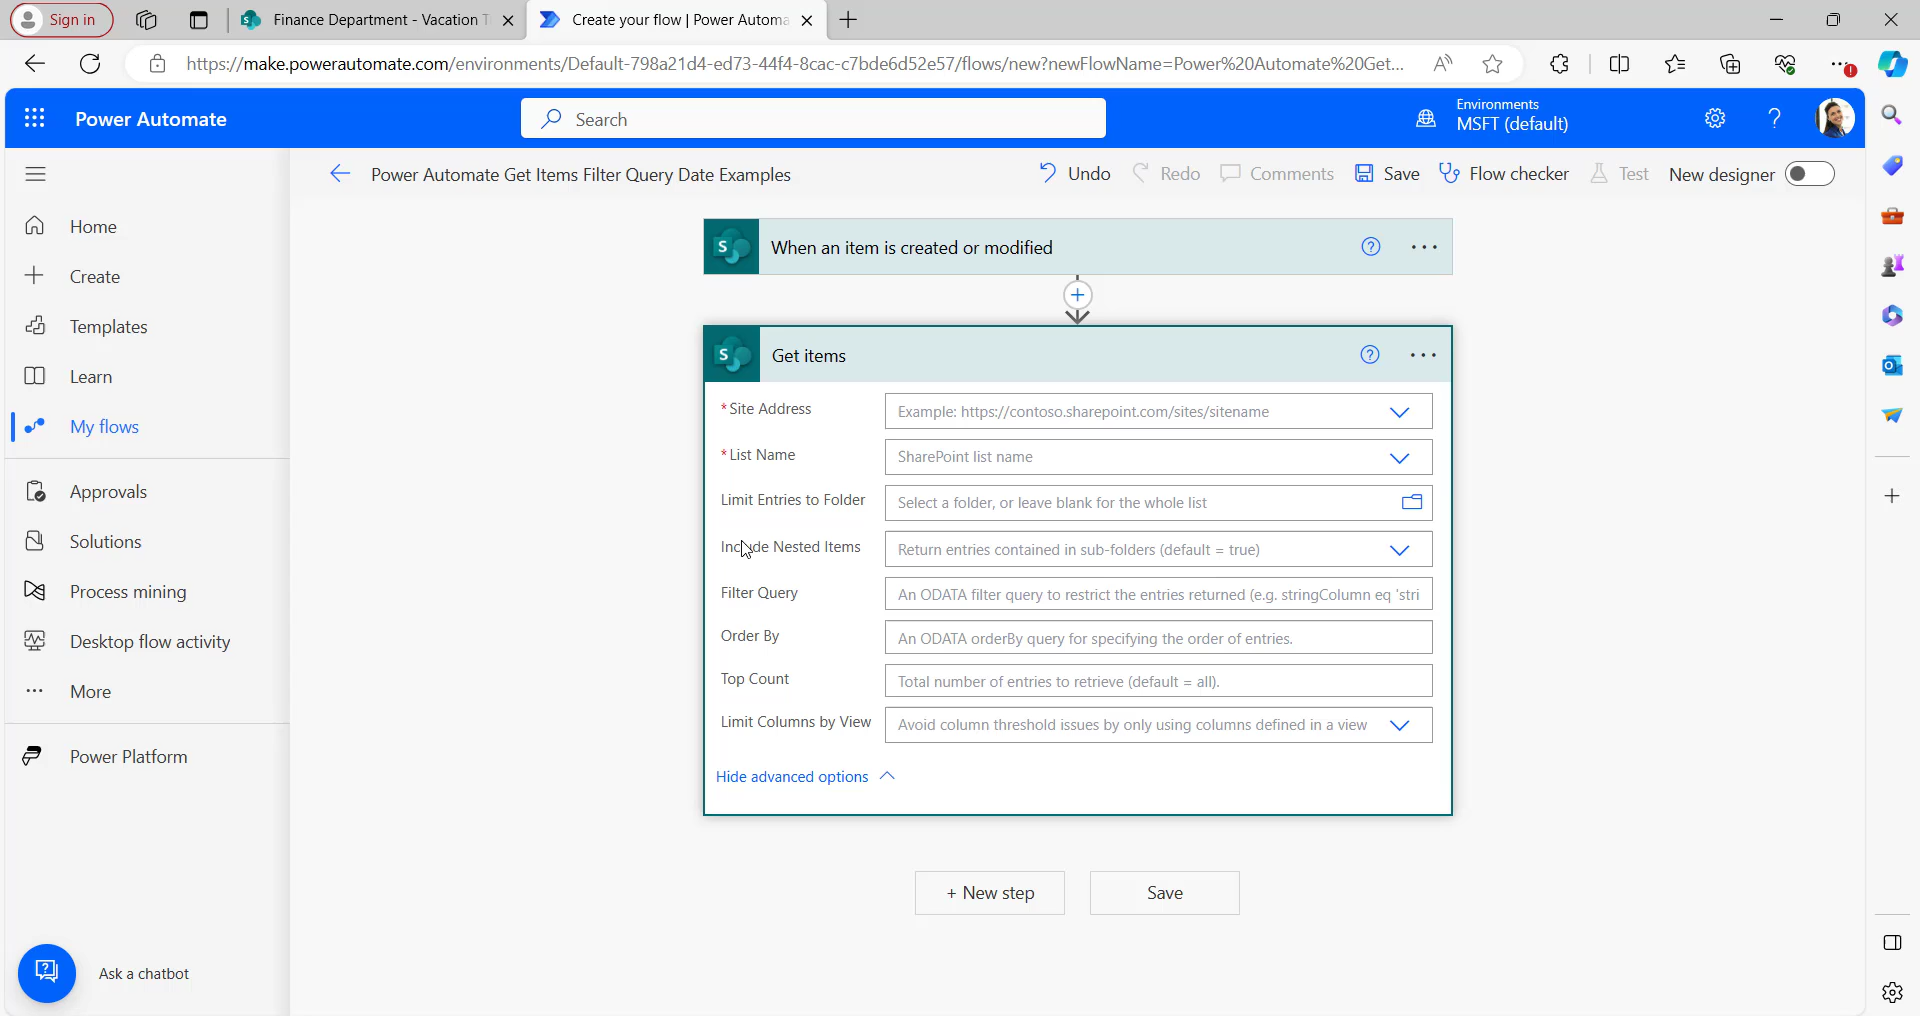 Sign in
Finance Department - Vacation T
Create your flow | Power Automa
https://make.powerautomate.com/environments/Default-798a21d4-ed73-44f4-8cac-c7bde6d52e57/flows/new?newFlowName=Power%20Automate%20Get...
Power Automate
Search
Environments
MSFT (default)
Power Automate Get Items Filter Query Date Examples
Undo
Redo
Comments
Save
Flow checker
Test
New designer
Home
Create
Templates
Learn
My flows
Approvals
Solutions
Process mining
Desktop flow activity
More
Power Platform
Ask a chatbot
When an item is created or modified
Get items
* Site Address
Example: https://contoso.sharepoint.com/sites/sitename
* List Name
SharePoint list name
Limit Entries to Folder
Select a folder, or leave blank for the whole list
Include Nested Items
Return entries contained in sub-folders (default = true)
Filter Query
An ODATA filter query to restrict the entries returned (e.g. stringColumn eq 'stri
Order By
An ODATA orderBy query for specifying the order of entries.
Top Count
Total number of entries to retrieve (default = all).
Limit Columns by View
Avoid column threshold issues by only using columns defined in a view
Hide advanced options
+ New step
Save